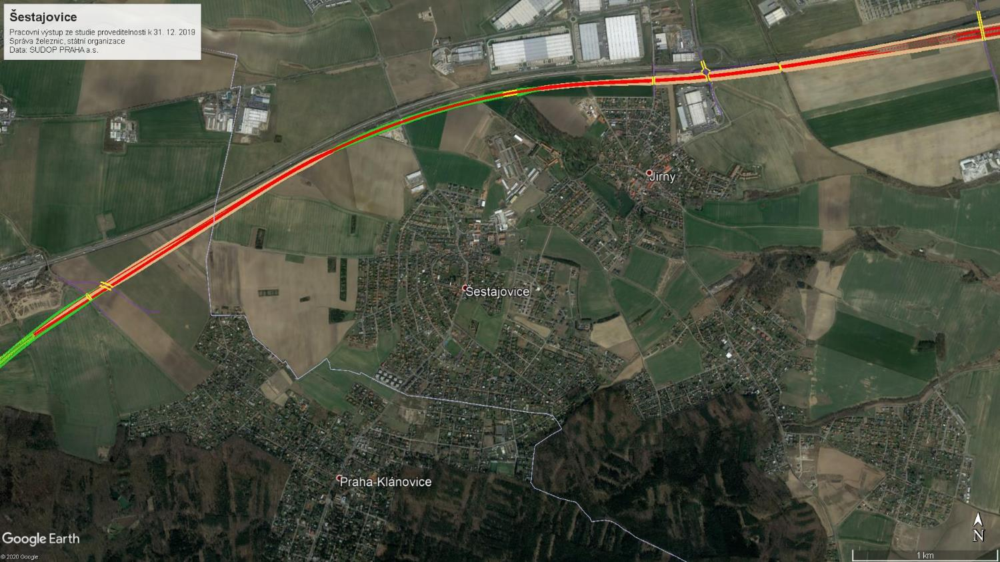 Šestajovice
Pracovní výstup ze studie proveditelnosti k 31. 12. 2019
Správa železnic, státní organizace
Data: SUDOP PRAHA a.s.
Jirny
Šestajovice
Praha-Klánovice
Google Earth
© 2020 Google
N
1 km